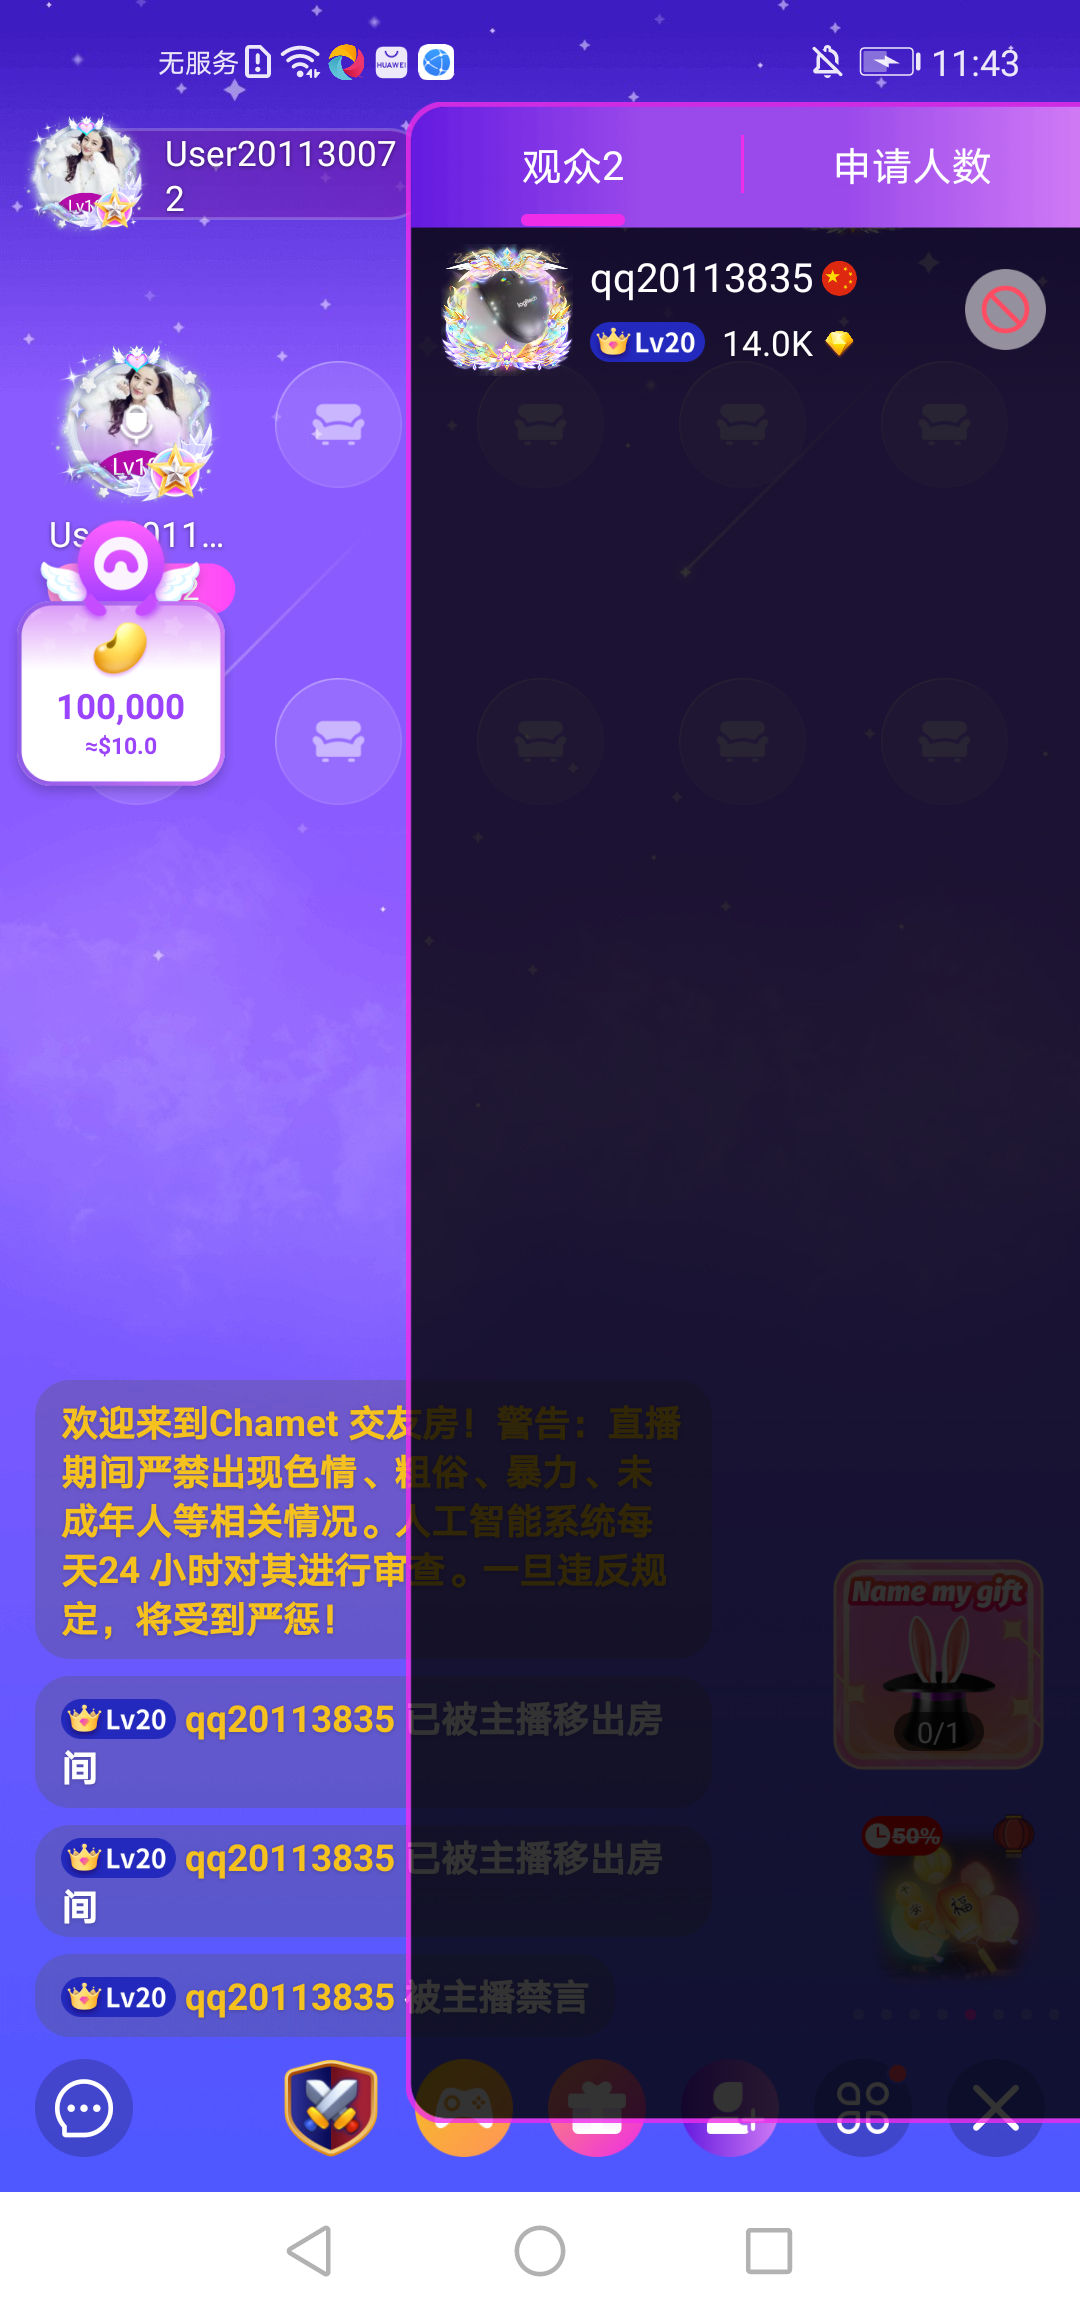 无服务
HUAWEI
11:43
User20113007
2
Lv1
观众2
申请人数
qq20113835
logitech
Lv20 14.0K
Lv1
Us 011...
2
100,000
≈$10.0
欢迎来到Chamet 交友房！警告：直播
期间严禁出现色情、粗俗、暴力、未
成年人等相关情况。人工智能系统每
天24 小时对其进行审查。一旦违反规
定，将受到严惩！
Name my gift
0/1
Lv20 qq20113835 已被主播移出房
间
50%
福
Lv20 qq20113835 已被主播移出房
间
Lv20 qq20113835 被主播禁言